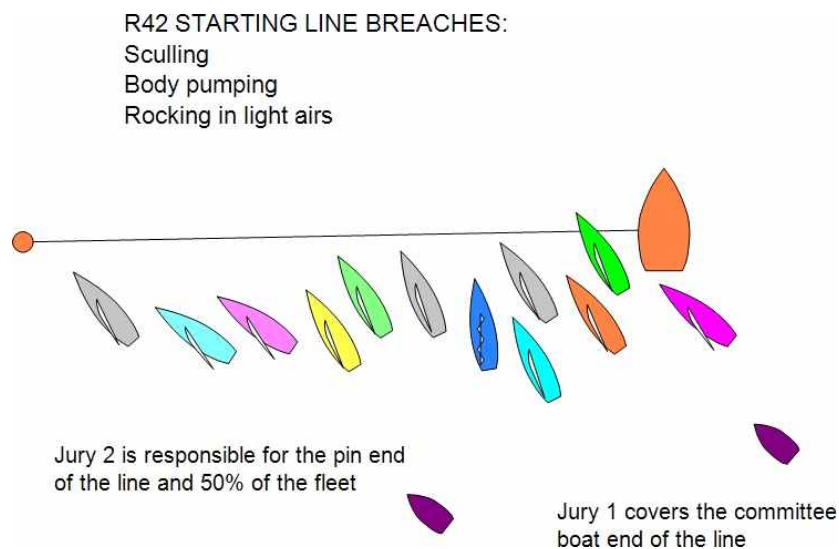 R42 STARTING LINE BREACHES:
Sculling
Body pumping
Rocking in light airs
Jury 2 is responsible for the pin end
of the line and 50% of the fleet
Jury 1 covers the committee
boat end of the line